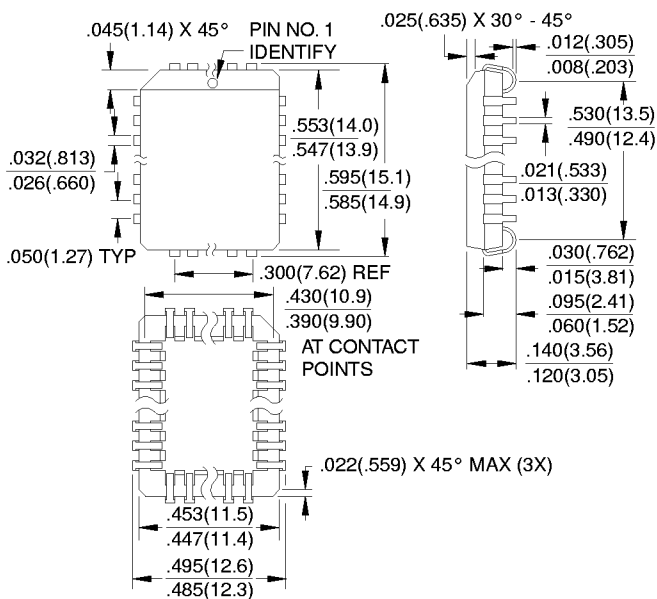 .045(1.14) X 45°
PIN NO. 1
IDENTIFY
.025(.635) X 30° - 45°
.012(.305)
.008(.203)
.553(14.0)
.547(13.9)
.530(13.5)
.490(12.4)
.032(.813)
.026(.660)
.595(15.1)
.585(14.9)
.021(.533)
.013(.330)
.050(1.27) TYP
.300(7.62) REF
.030(.762)
.015(3.81)
.430(10.9)
.390(9.90)
AT CONTACT
POINTS
.095(2.41)
.060(1.52)
.140(3.56)
.120(3.05)
.022(.559) X 45° MAX (3X)
.453(11.5)
.447(11.4)
.495(12.6)
.485(12.3)